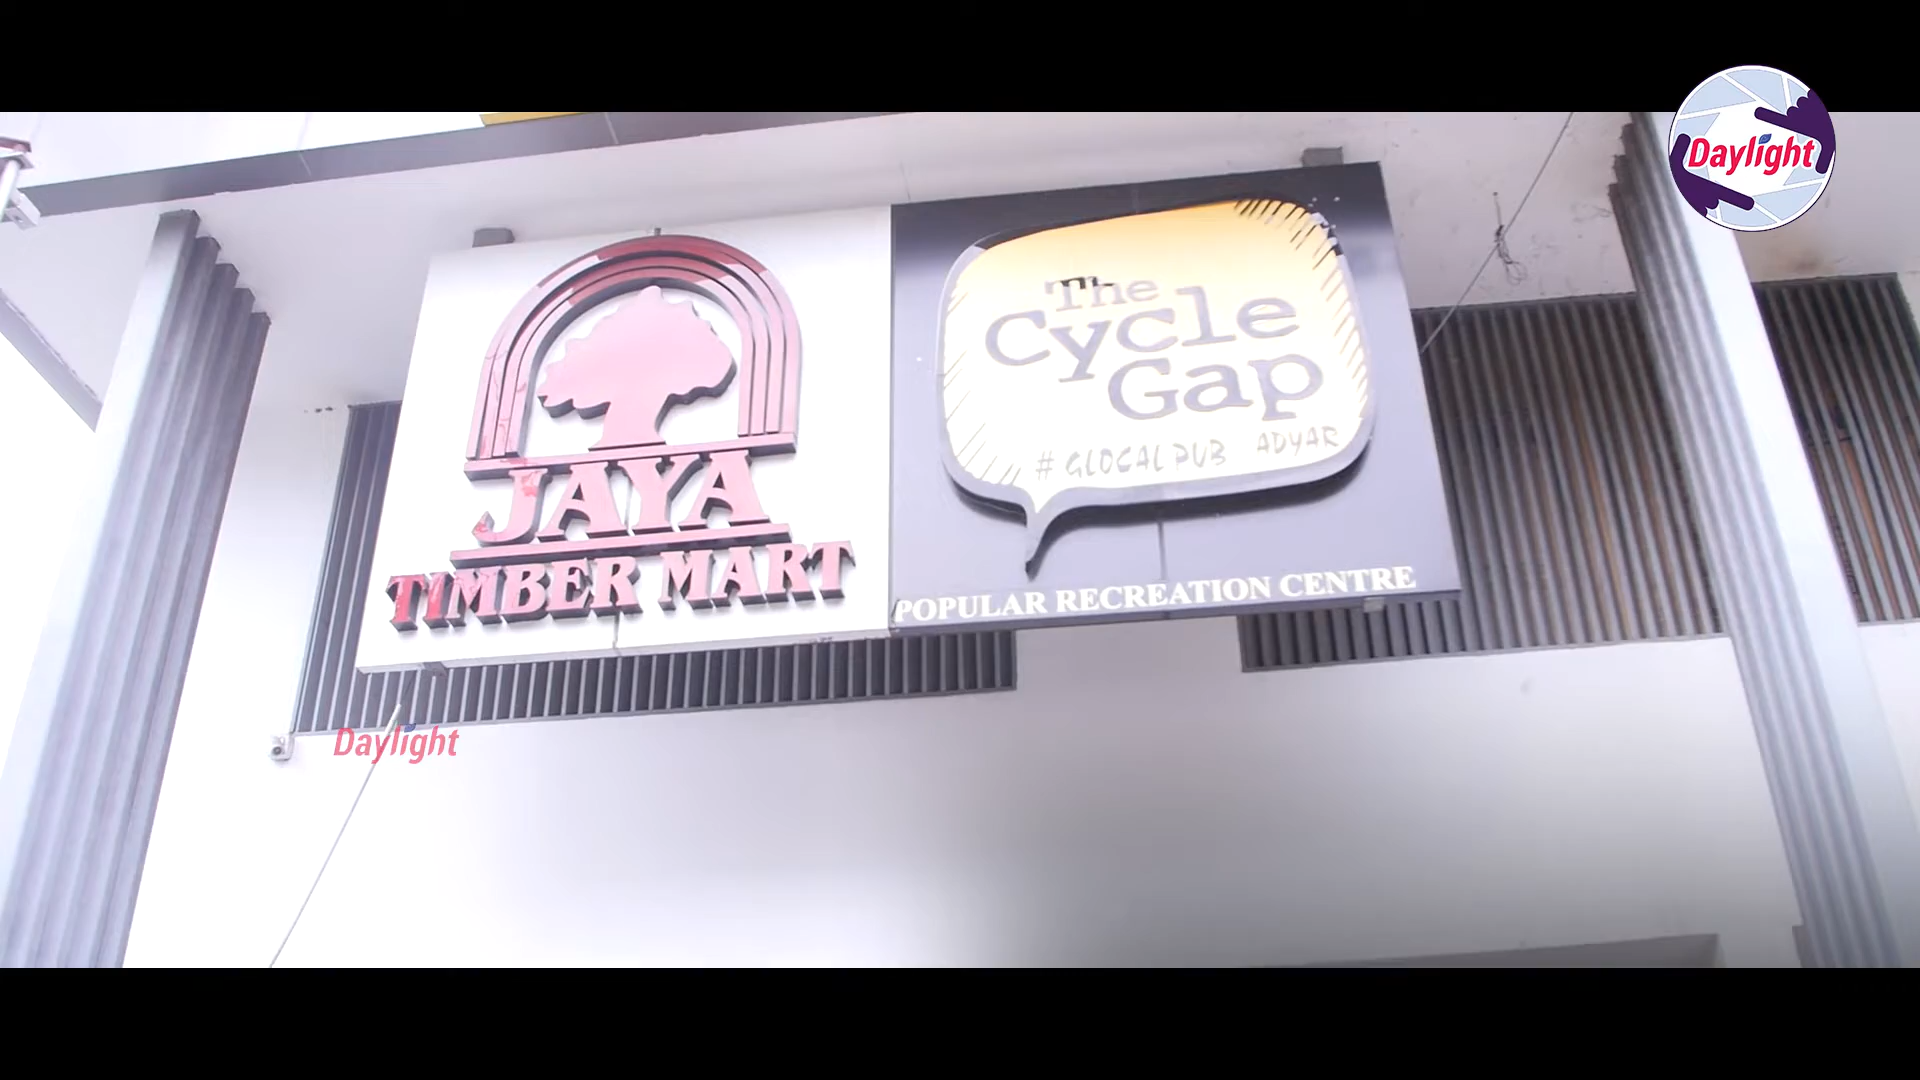 Daylight
JAYA
TIMBER MART
The
Cycle
Gap
# GLOCAL PUB ADYAR
POPULAR RECREATION CENTRE
Daylight